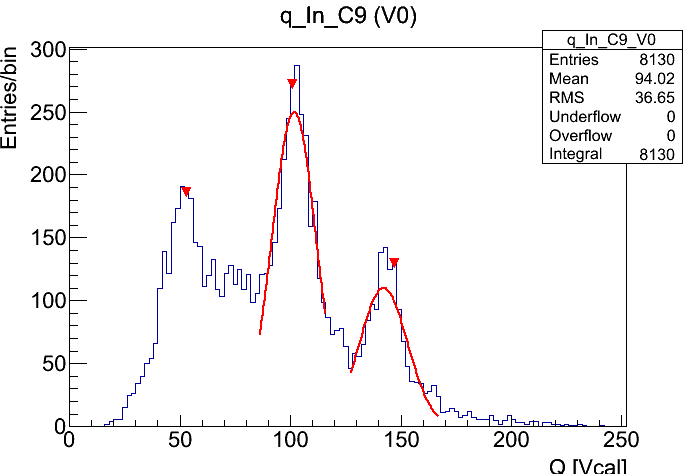 q_In_C9 (V0)
q_In_C9_V0
Entries 8130
Mean 94.02
RMS 36.65
Underflow 0
Overflow 0
Integral 8130
Entries/bin
300
250
200
150
100
50
0
0 50 100 150 200 250
Q [Vcal]